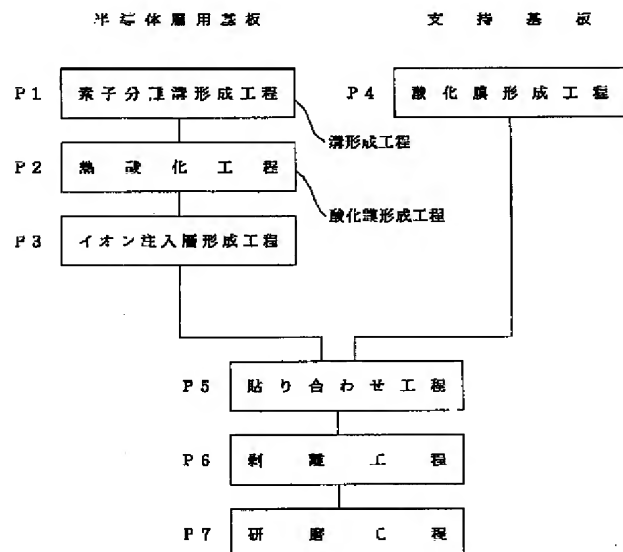 半導体層用基板
支持基板
P1 素子分離溝形成工程
P4 酸化膜形成工程
溝形成工程
P2 熱酸化工程
酸化膜形成工程
P3 イオン注入層形成工程
P5 貼り合わせ工程
P6 剥離工程
P7 研磨工程